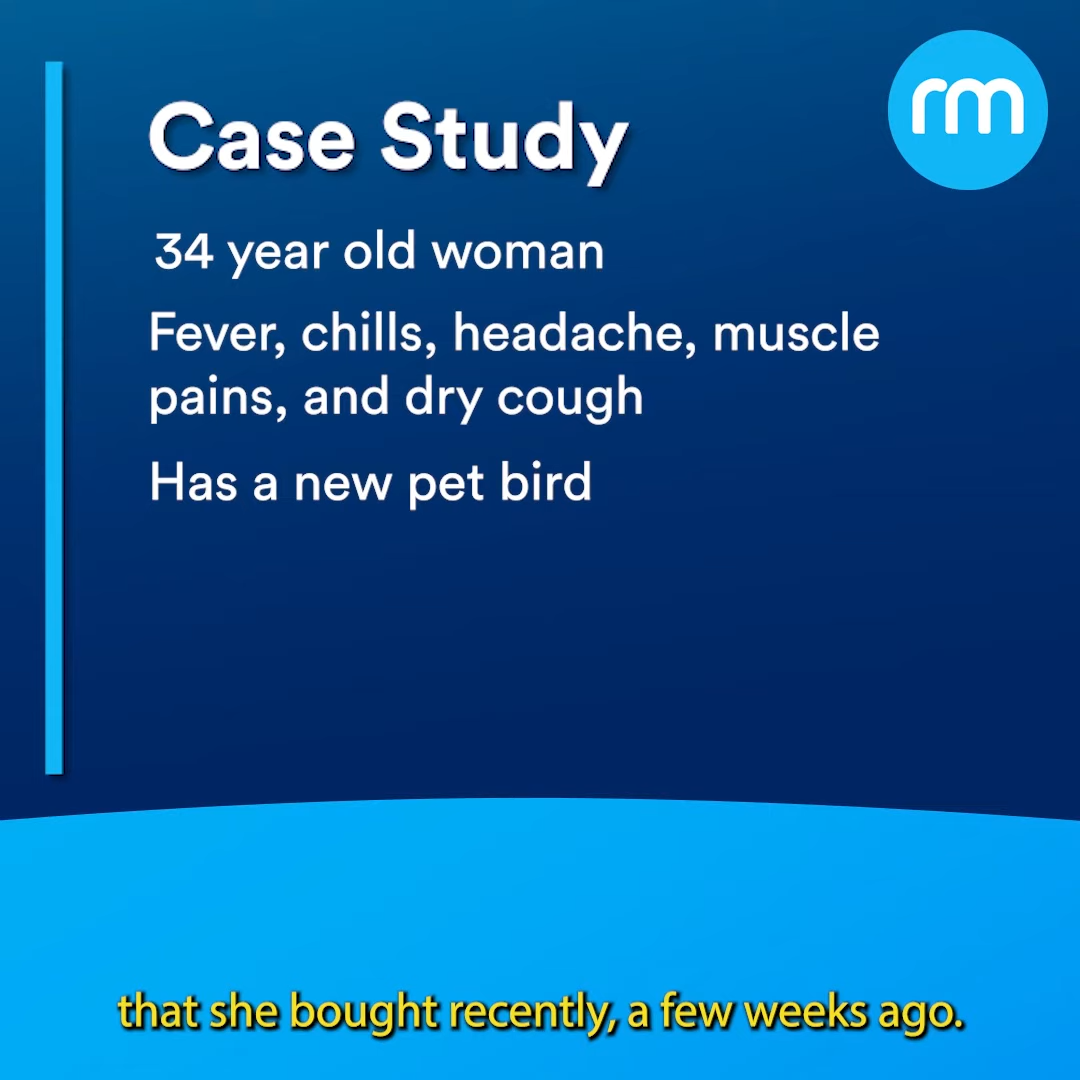 rm
Case Study
34 year old woman
Fever, chills, headache, muscle
pains, and dry cough
Has a new pet bird
that she bought recently, a few weeks ago.